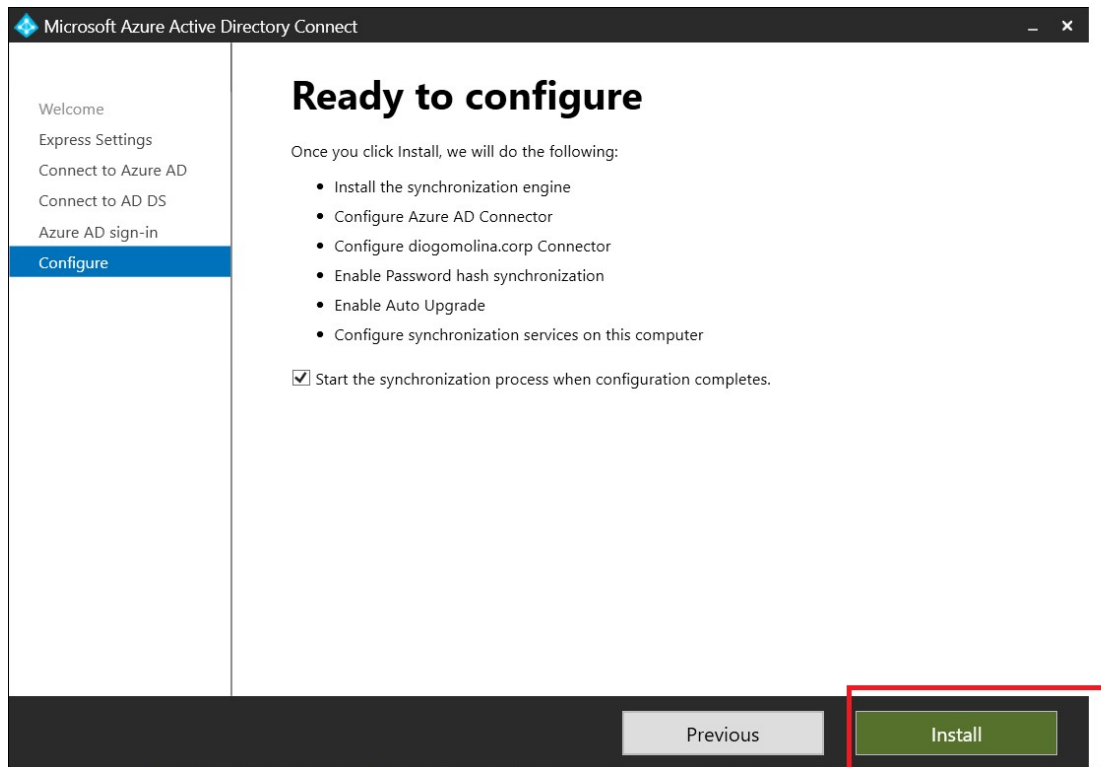 Microsoft Azure Active Directory Connect
Welcome
Express Settings
Connect to Azure AD
Connect to AD DS
Azure AD sign-in
Configure
Ready to configure
Once you click Install, we will do the following:
• Install the synchronization engine
• Configure Azure AD Connector
• Configure diogomolina.corp Connector
• Enable Password hash synchronization
• Enable Auto Upgrade
• Configure synchronization services on this computer
Start the synchronization process when configuration completes.
Previous
Install